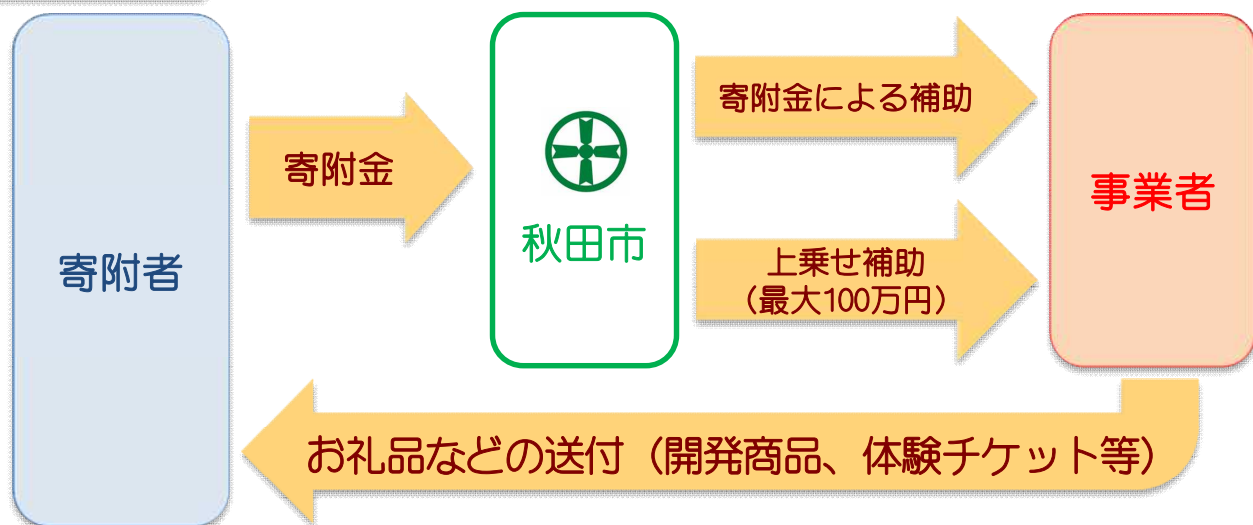 寄附者
寄附金
秋田市
寄附金による補助
上乗せ補助
（最大100万円）
事業者
お礼品などの送付（開発商品、体験チケット等）